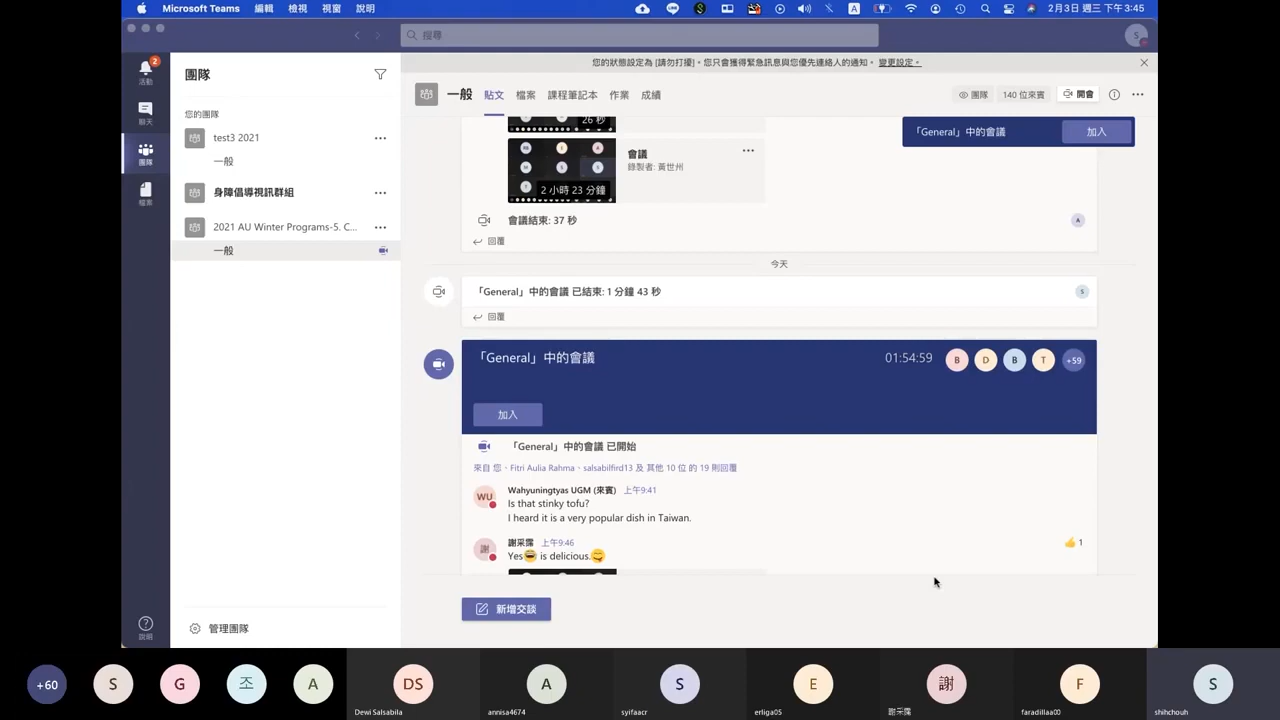 Microsoft Teams 編輯 檢視 視窗 說明
A
2月3日 週三 下午 3:45
搜尋
S
您的狀態設定為 [請勿打擾]。您只會獲得緊急訊息與您優先連絡人的通知。 變更設定。
2
活動
聊天
團隊
檔案
說明
團隊
您的團隊
test3 2021
一般
身障倡導視訊群組
2021 AU Winter Programs-5. C...
一般
管理團隊
一般 貼文 檔案 課程筆記本 作業 成績
團隊 140 位來賓 開會
「General」中的會議 加入
26 秒
會議
錄製者: 黃世州
2 小時 23 分鐘
會議結束: 37 秒
A
回覆
今天
「General」中的會議 已結束: 1 分鐘 43 秒
S
回覆
「General」中的會議 01:54:59 B D B T +59
加入
「General」中的會議 已開始
來自 您、Fitri Aulia Rahma、salsabilfird13 及 其他 10 位 的 19 則回覆
WU
Wahyuningtyas UGM (來賓) 上午9:41
Is that stinky tofu?
I heard it is a very popular dish in Taiwan.
謝
謝采霈 上午9:46
1
Yes😂 is delicious.😋
新增交談
+60 S G 조 A DS A S E 謝 F S
Dewi Salsabila annisa4674 syifaacr erliga05 謝采霈 faradillaa00 shihchouh